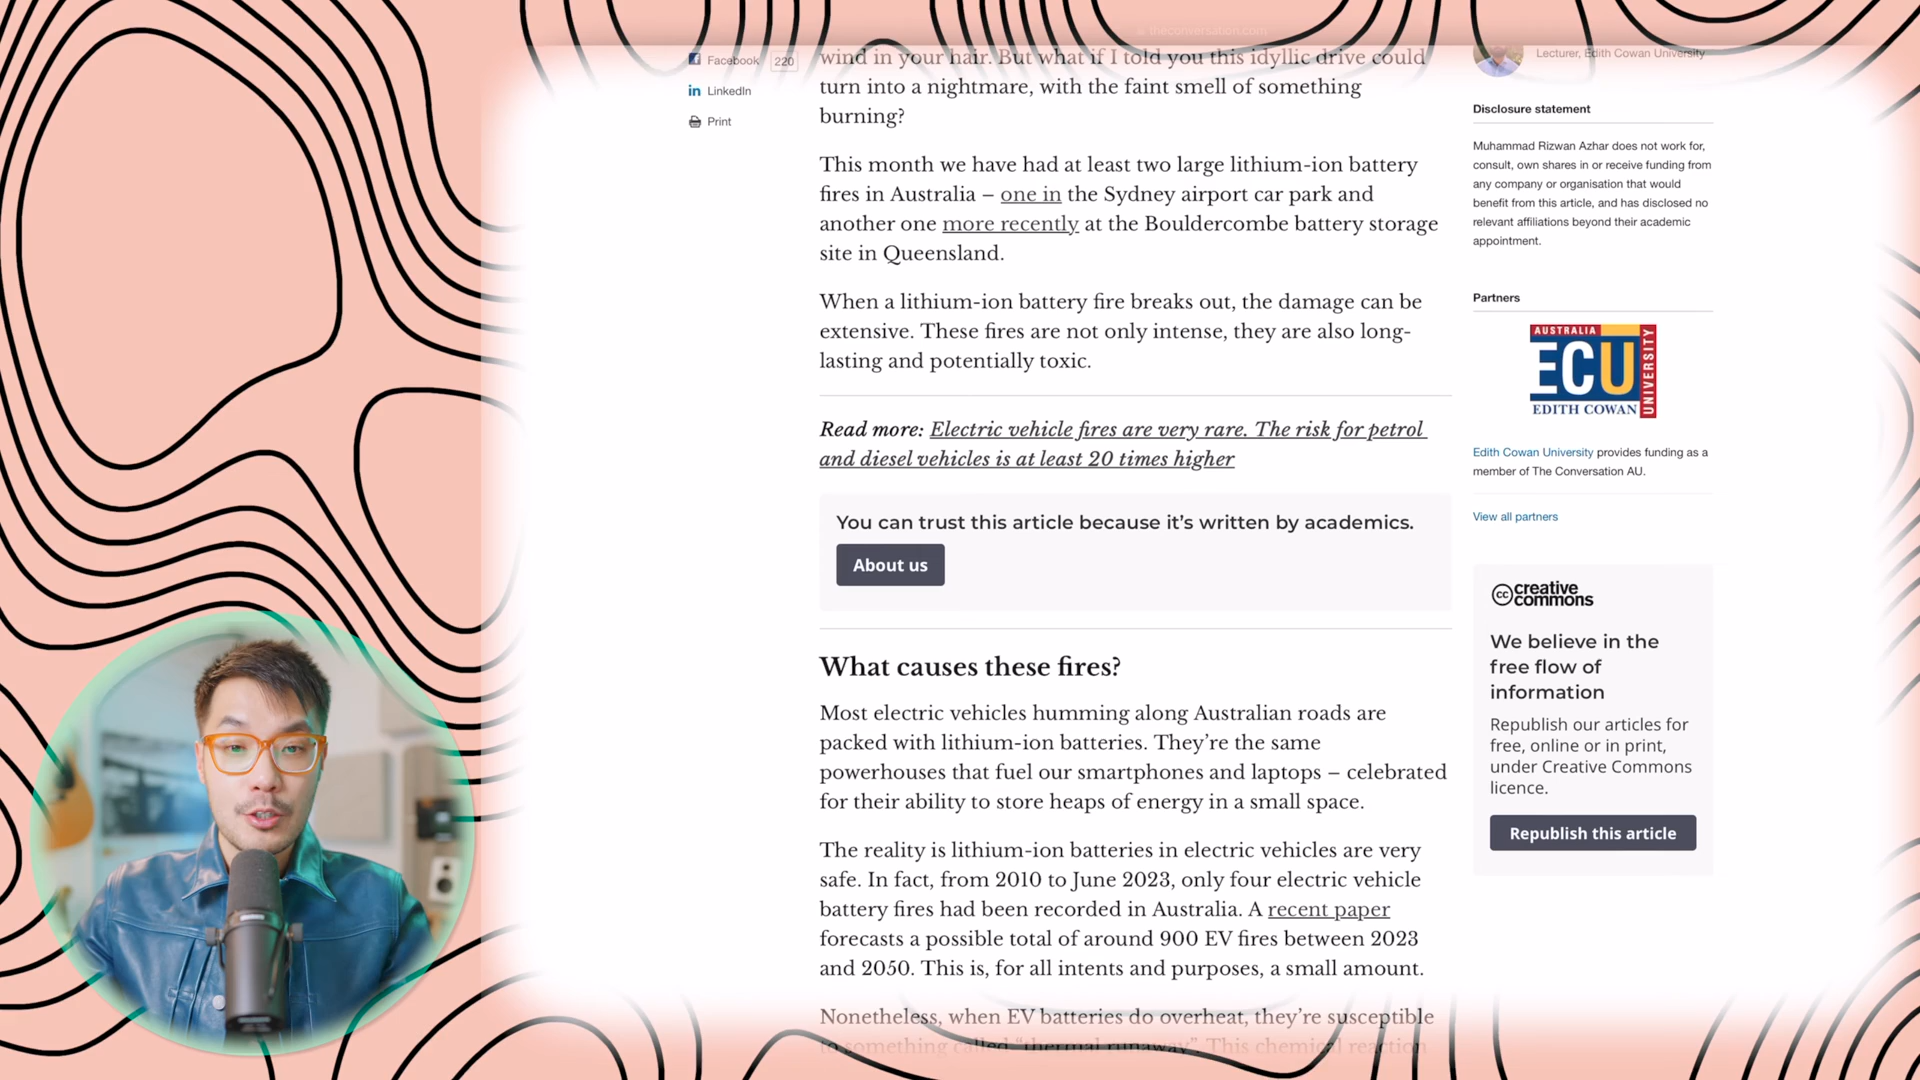 theconversation.com
Facebook 220
LinkedIn
Print
wind in your hair. But what if I told you this idyllic drive could
turn into a nightmare, with the faint smell of something
burning?
This month we have had at least two large lithium-ion battery
fires in Australia – one in the Sydney airport car park and
another one more recently at the Bouldercombe battery storage
site in Queensland.
When a lithium-ion battery fire breaks out, the damage can be
extensive. These fires are not only intense, they are also long-
lasting and potentially toxic.
Read more: Electric vehicle fires are very rare. The risk for petrol
and diesel vehicles is at least 20 times higher
You can trust this article because it’s written by academics.
About us
What causes these fires?
Most electric vehicles humming along Australian roads are
packed with lithium-ion batteries. They’re the same
powerhouses that fuel our smartphones and laptops – celebrated
for their ability to store heaps of energy in a small space.
The reality is lithium-ion batteries in electric vehicles are very
safe. In fact, from 2010 to June 2023, only four electric vehicle
battery fires had been recorded in Australia. A recent paper
forecasts a possible total of around 900 EV fires between 2023
and 2050. This is, for all intents and purposes, a small amount.
Nonetheless, when EV batteries do overheat, they’re susceptible
to something called “thermal runaway”. This chemical reaction
Lecturer, Edith Cowan University
Disclosure statement
Muhammad Rizwan Azhar does not work for,
consult, own shares in or receive funding from
any company or organisation that would
benefit from this article, and has disclosed no
relevant affiliations beyond their academic
appointment.
Partners
AUSTRALIA
ECU
UNIVERSITY
EDITH COWAN
Edith Cowan University provides funding as a
member of The Conversation AU.
View all partners
cc creative
commons
We believe in the
free flow of
information
Republish our articles for
free, online or in print,
under Creative Commons
licence.
Republish this article